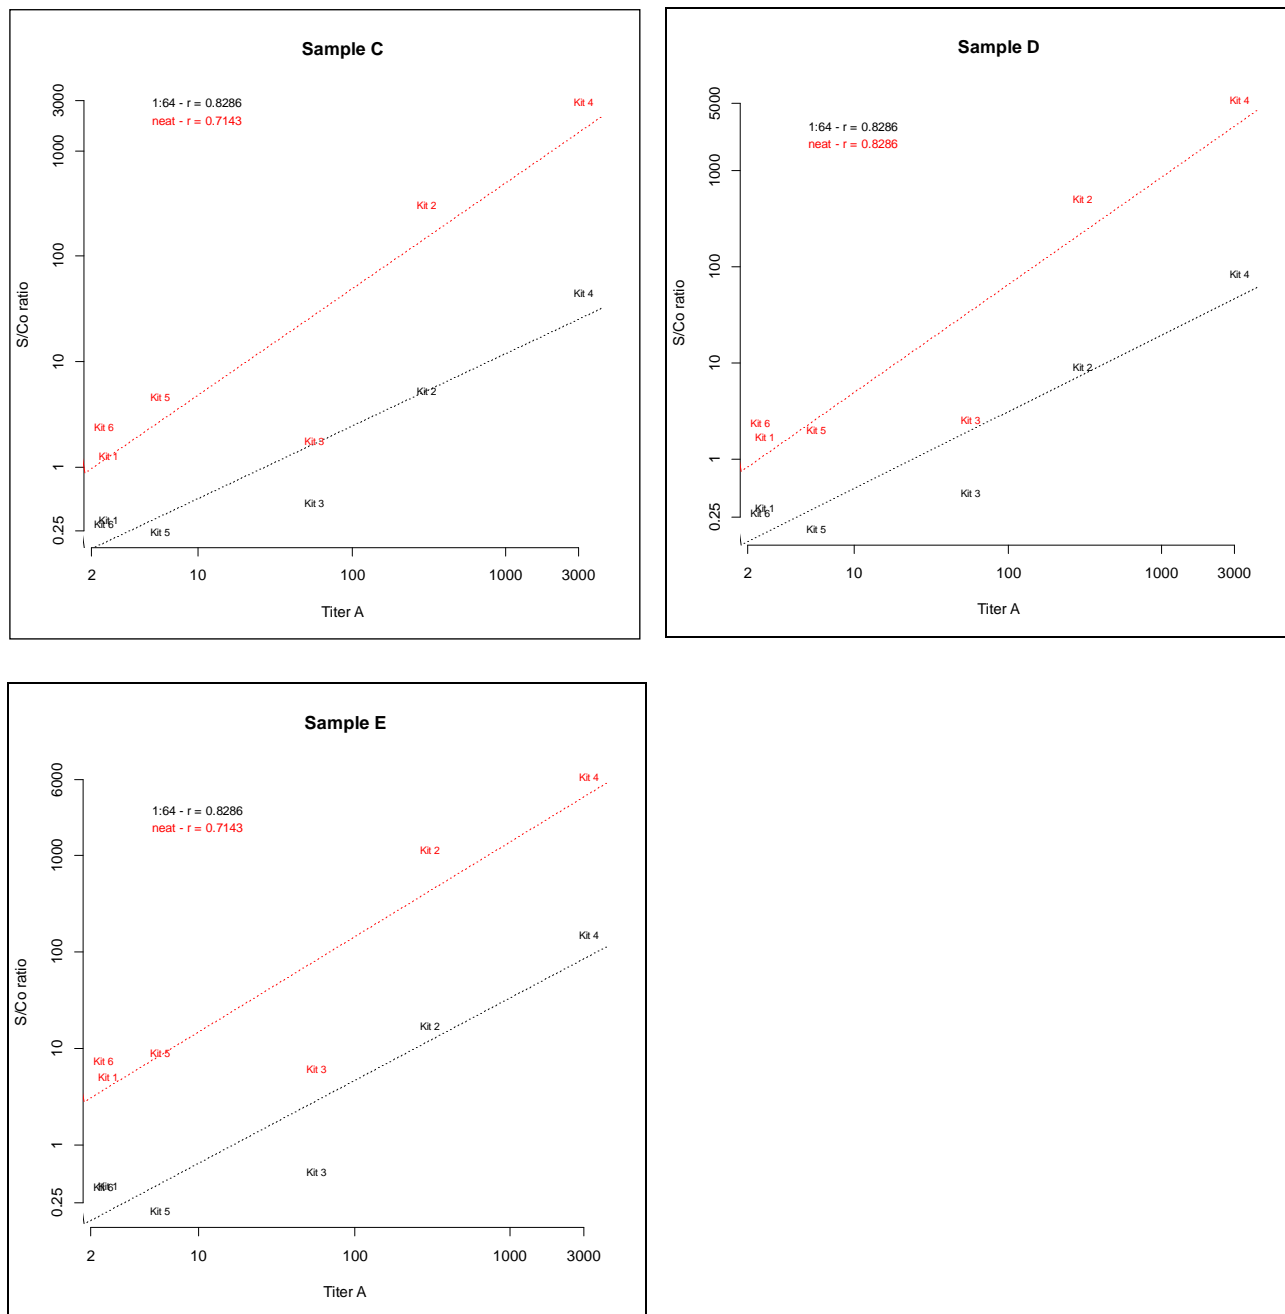 Sample C
1:64 - r = 0.8286
neat - r = 0.7143
3000
1000
100
10
1
0.25
S/Co ratio
Kit 4
Kit 2
Kit 5
Kit 3
Kit 6
Kit 1
Kit 4
Kit 2
Kit 3
Kit 1
Kit 6
Kit 5
2 10 100 1000 3000
Titer A
Sample D
1:64 - r = 0.8286
neat - r = 0.8286
5000
1000
100
10
1
0.25
S/Co ratio
Kit 4
Kit 2
Kit 3
Kit 6
Kit 5
Kit 1
Kit 4
Kit 2
Kit 3
Kit 1
Kit 6
Kit 5
2 10 100 1000 3000
Titer A
Sample E
1:64 - r = 0.8286
neat - r = 0.7143
6000
1000
100
10
1
0.25
S/Co ratio
Kit 4
Kit 2
Kit 5
Kit 6
Kit 3
Kit 1
Kit 4
Kit 2
Kit 3
Kit 1
Kit 6
Kit 5
2 10 100 1000 3000
Titer A